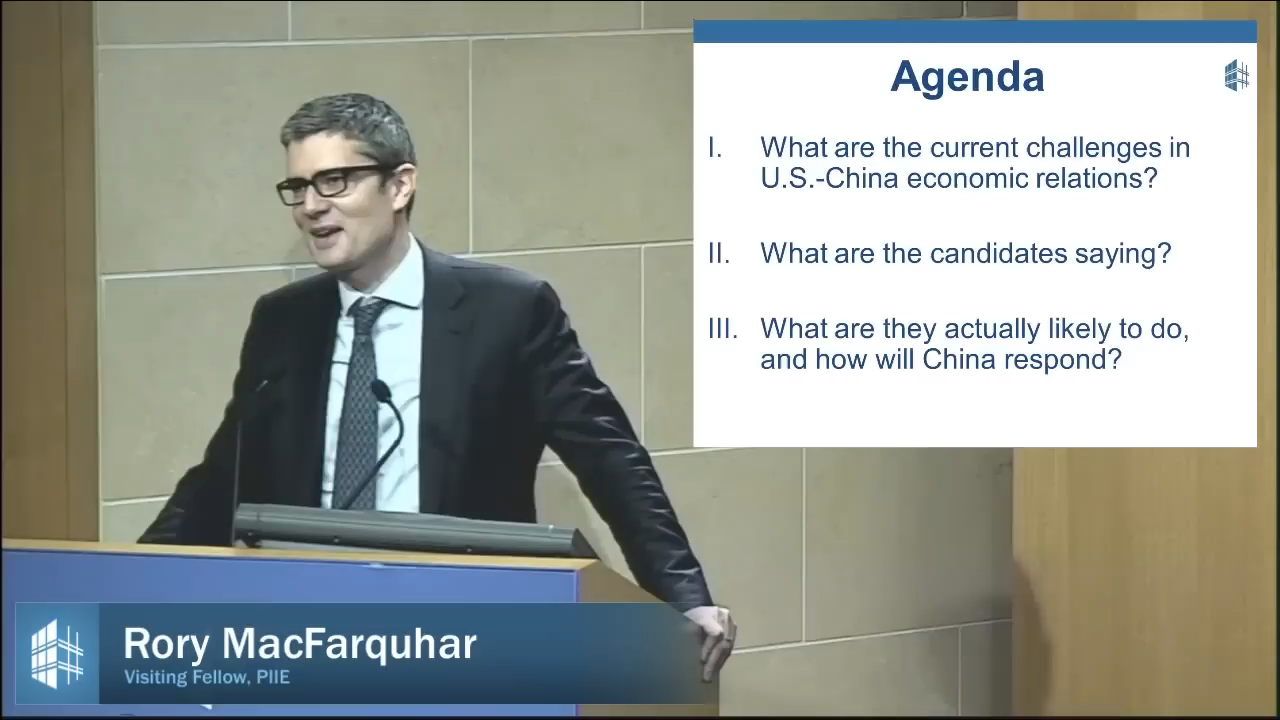 Agenda
I. What are the current challenges in
U.S.-China economic relations?
II. What are the candidates saying?
III. What are they actually likely to do,
and how will China respond?
Rory MacFarquhar
Visiting Fellow, PIIE